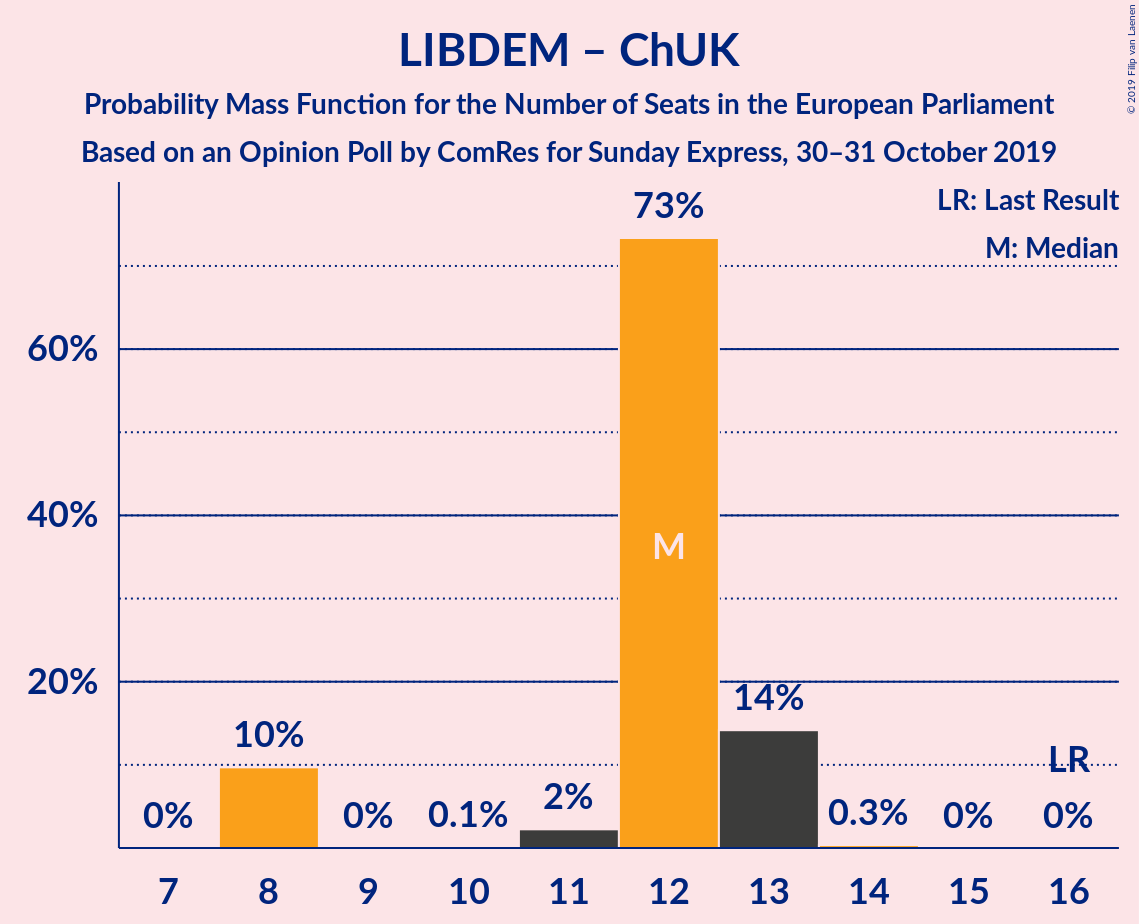 LIBDEM – ChUK
Probability Mass Function for the Number of Seats in the European Parliament
Based on an Opinion Poll by ComRes for Sunday Express, 30–31 October 2019
© 2019 Filip van Laenen
LR: Last Result
M: Median
60%
40%
20%
0%
10%
0%
0.1%
2%
73%
M
14%
0.3%
0%
LR
0%
7 8 9 10 11 12 13 14 15 16